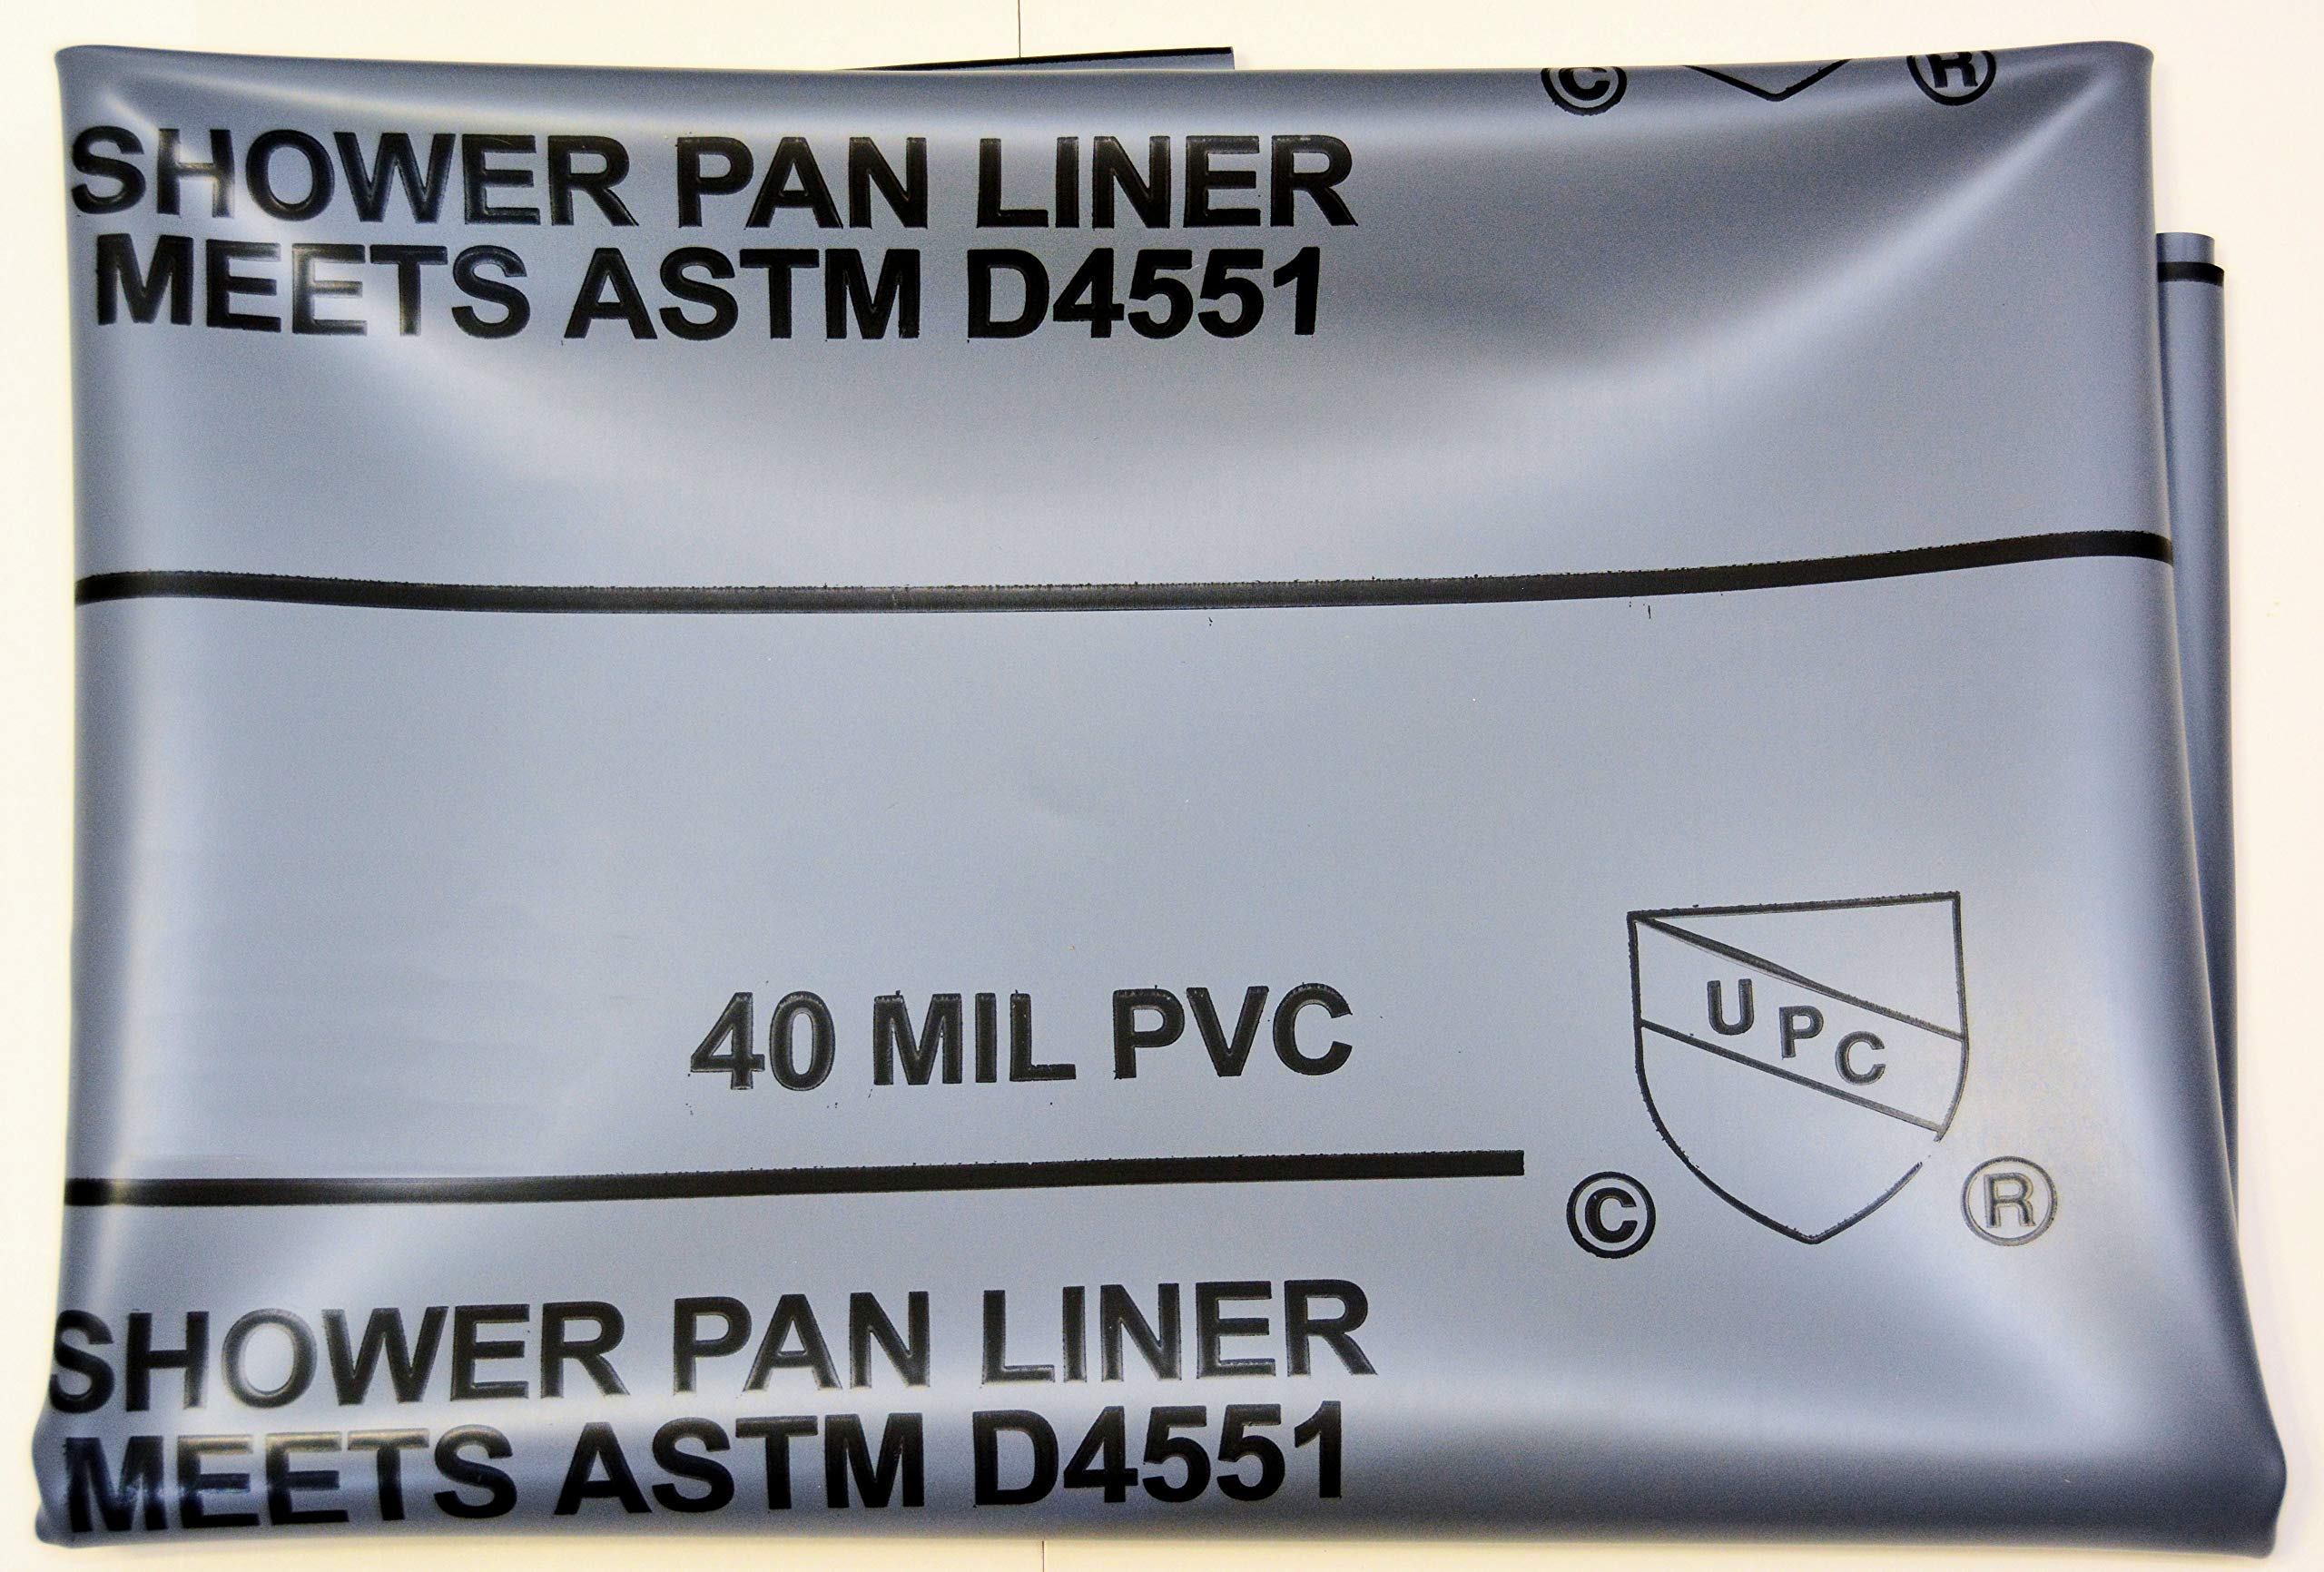 © ®
SHOWER PAN LINER
MEETS ASTM D4551
40 MIL PVC
UPC
© ®
SHOWER PAN LINER
MEETS ASTM D4551